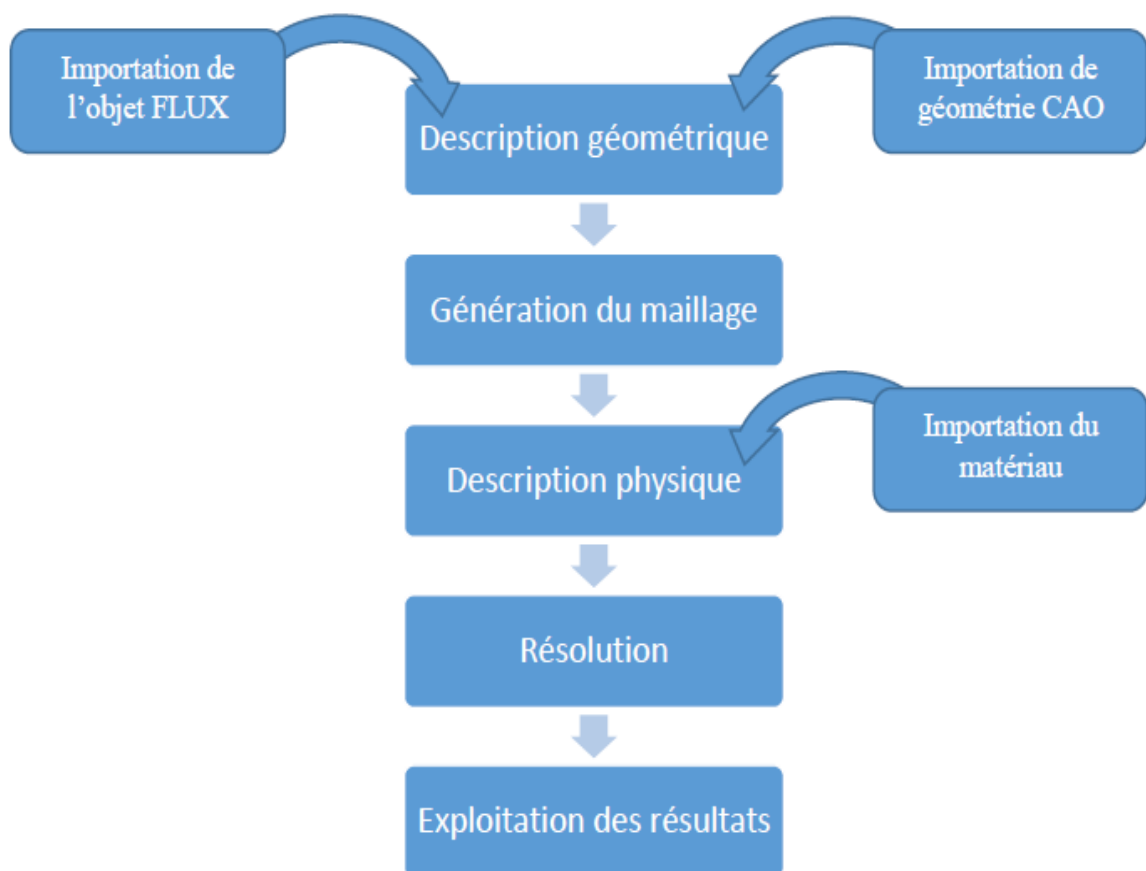 Importation de
l'objet FLUX
Importation de
géométrie CAO
Description géométrique
Génération du maillage
Description physique
Importation du
matériau
Résolution
Exploitation des résultats